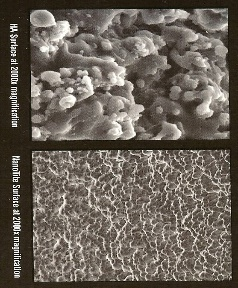 HA Surface at 2000x magnification
NanoTite Surface at 2000x magnification